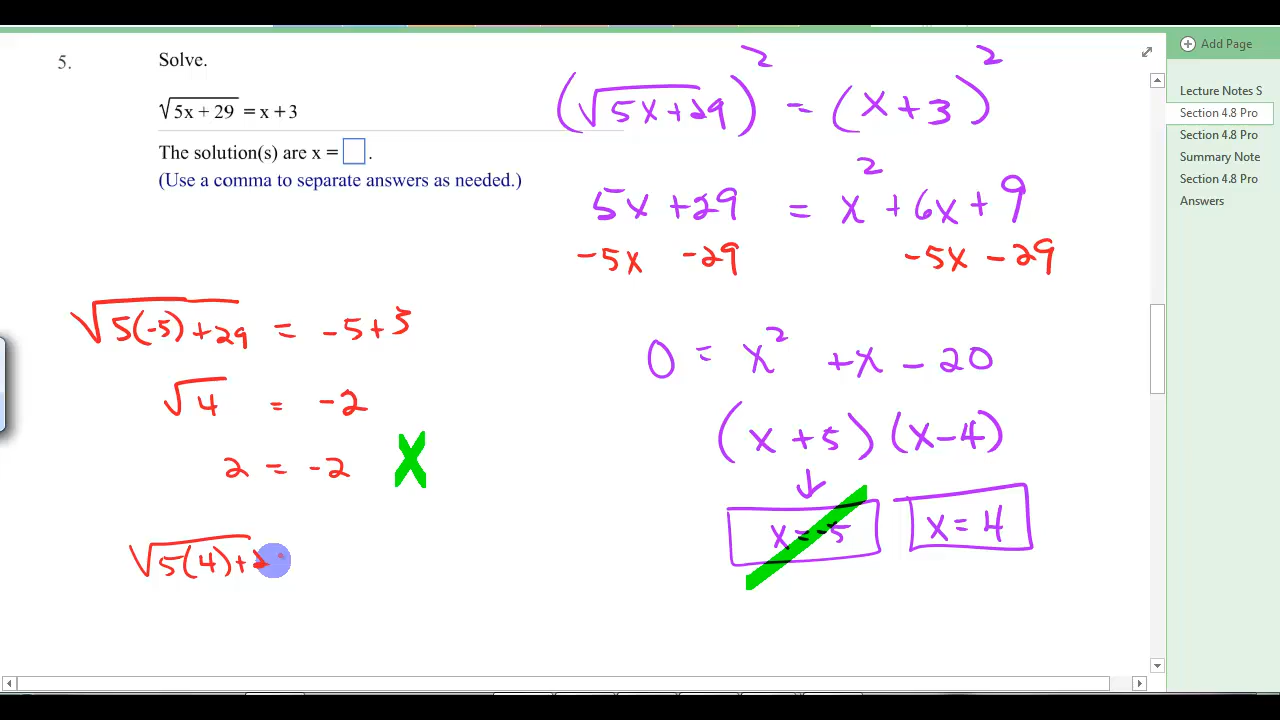 5. Solve.
√5x + 29 = x + 3
The solution(s) are x = .
(Use a comma to separate answers as needed.)
(√5x+29)² = (x+3)²
5x +29 = x² + 6x + 9
-5x -29 -5x - 29
0 = x² +x - 20
(x +5) (x-4)
x = -5 x = 4
√5(-5)+29 = -5+3
√4 = -2
2 = -2 X
√5(4)+
Add Page
Lecture Notes S
Section 4.8 Pro
Section 4.8 Pro
Summary Note
Section 4.8 Pro
Answers